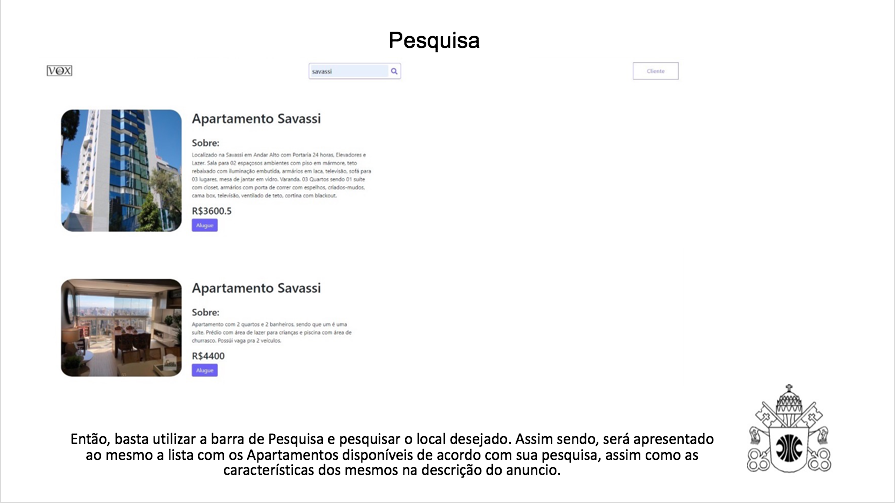 Pesquisa
VOX
savassi
Cliente
Apartamento Savassi
Sobre:
Localizado na Savassi em Andar Alto com Portaria 24 horas, Elevadores e
Lazer. Sala para 02 espaçosos ambientes com piso em mármore, teto
rebaixado com iluminação embutida, armários em laca, televisão, sofá para
03 lugares, mesa de jantar em vidro. Varanda. 03 Quartos sendo 01 suíte
com closet, armários com porta de correr com espelhos, criados-mudos,
cama box, televisão, ventilado de teto, cortina com blackout.
R$3600.5
Alugue
Apartamento Savassi
Sobre:
Apartamento com 2 quartos e 2 banheiros, sendo que um é uma
suíte. Prédio com área de lazer para crianças e piscina com área de
churrasco. Possúi vaga pra 2 veículos.
R$4400
Alugue
Então, basta utilizar a barra de Pesquisa e pesquisar o local desejado. Assim sendo, será apresentado
ao mesmo a lista com os Apartamentos disponíveis de acordo com sua pesquisa, assim como as
características dos mesmos na descrição do anuncio.